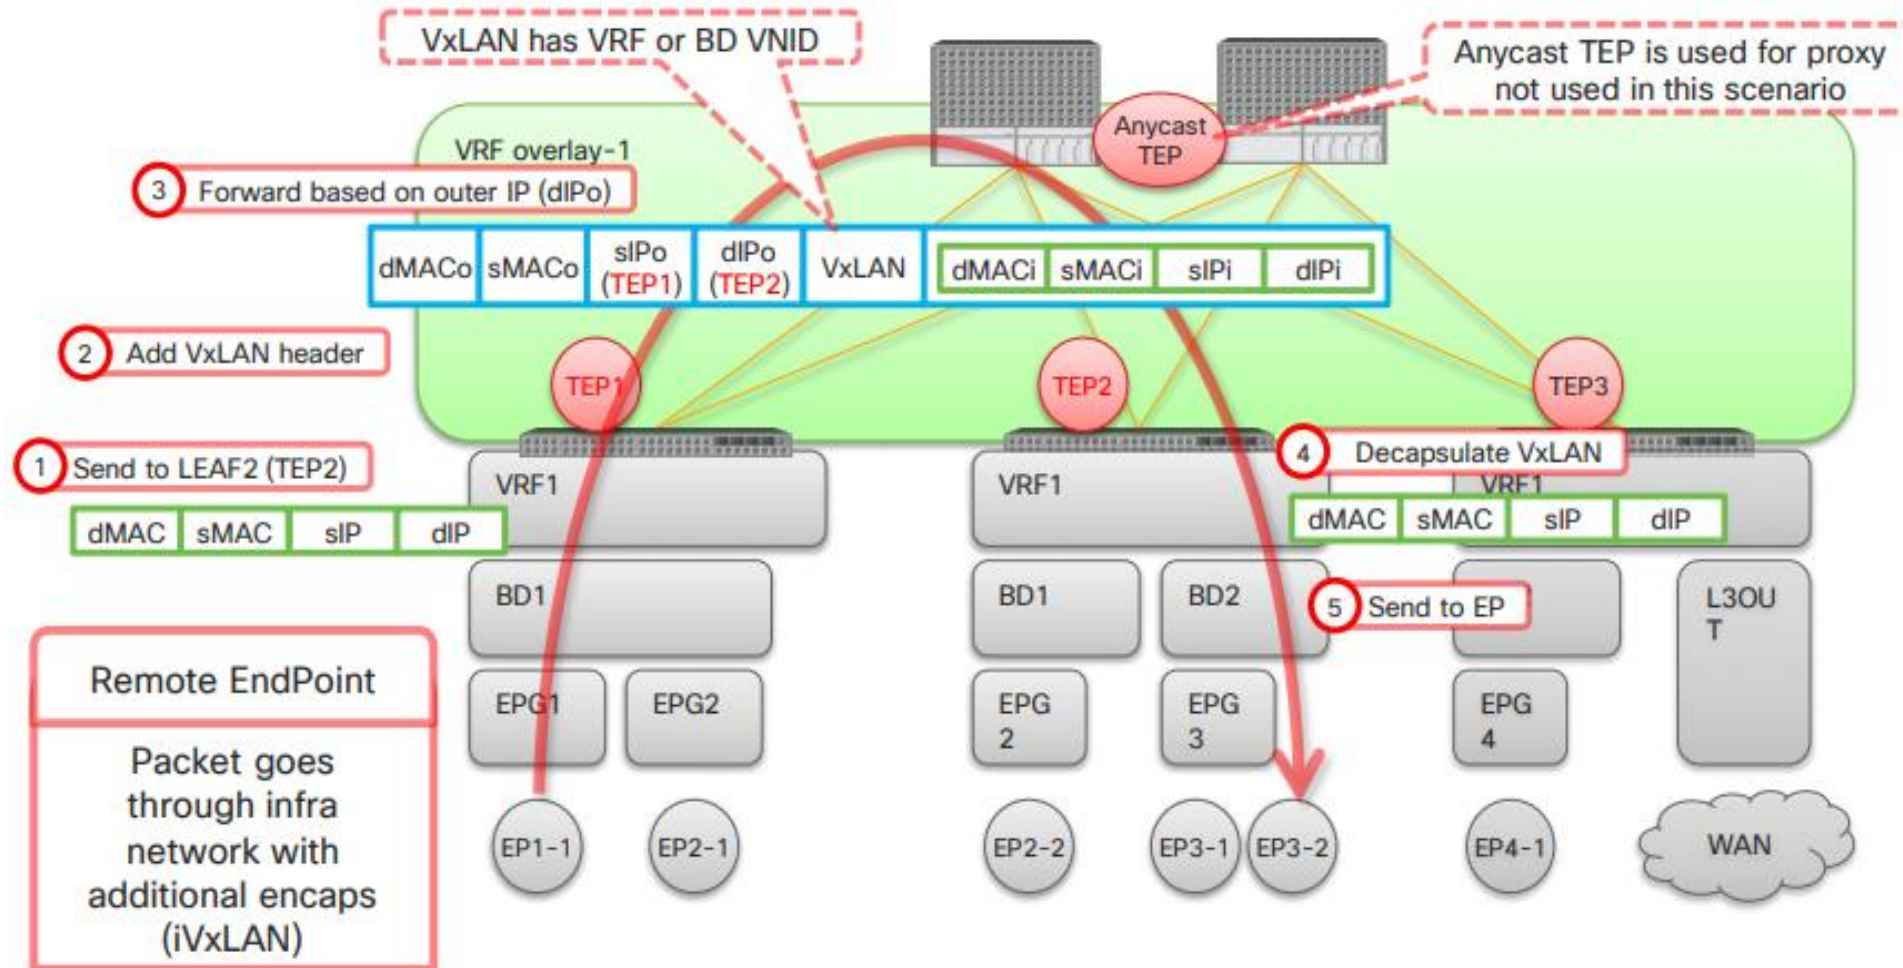 VxLAN has VRF or BD VNID
Anycast TEP is used for proxy
not used in this scenario
Anycast
TEP
VRF overlay-1
3 Forward based on outer IP (dIPo)
dMACo sMACo sIPo (TEP1) dIPo (TEP2) VxLAN dMACi sMACi sIPi dIPi
2 Add VxLAN header
TEP1
TEP2
TEP3
1 Send to LEAF2 (TEP2)
4 Decapsulate VxLAN
VRF1
VRF1
VRF1
dMAC sMAC sIP dIP
dMAC sMAC sIP dIP
BD1
BD1
BD2
5 Send to EP
L3OU
T
Remote EndPoint
EPG1
EPG2
EPG
2
EPG
3
EPG
4
Packet goes
through infra
network with
additional encaps
(iVxLAN)
EP1-1
EP2-1
EP2-2
EP3-1
EP3-2
EP4-1
WAN